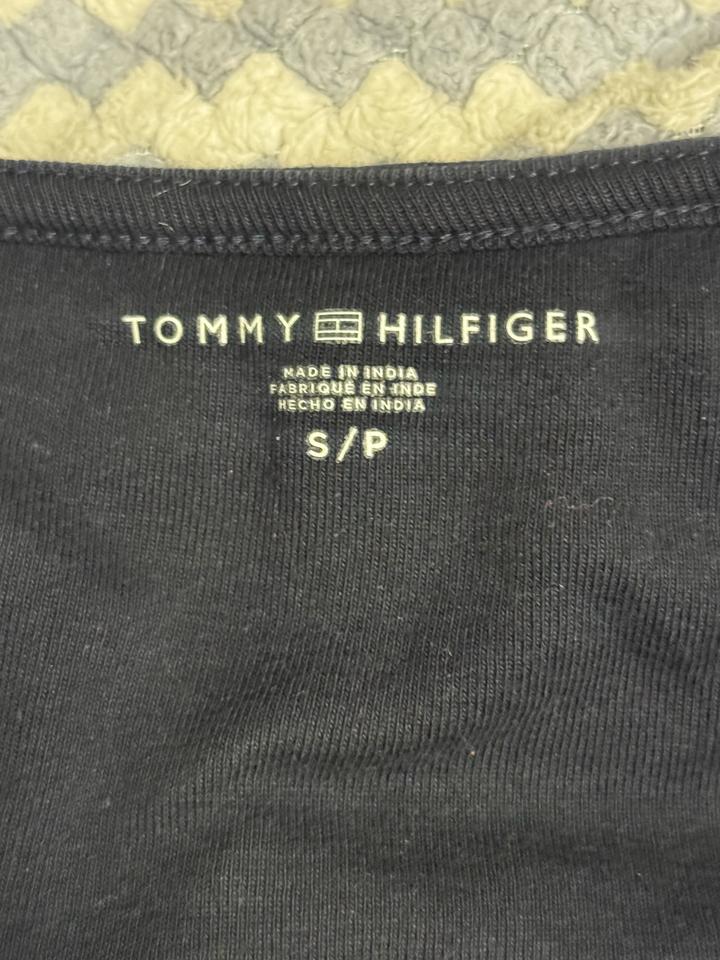 TOMMY HILFIGER
MADE IN INDIA
FABRIQUÉ EN INDE
HECHO EN INDIA
S/P